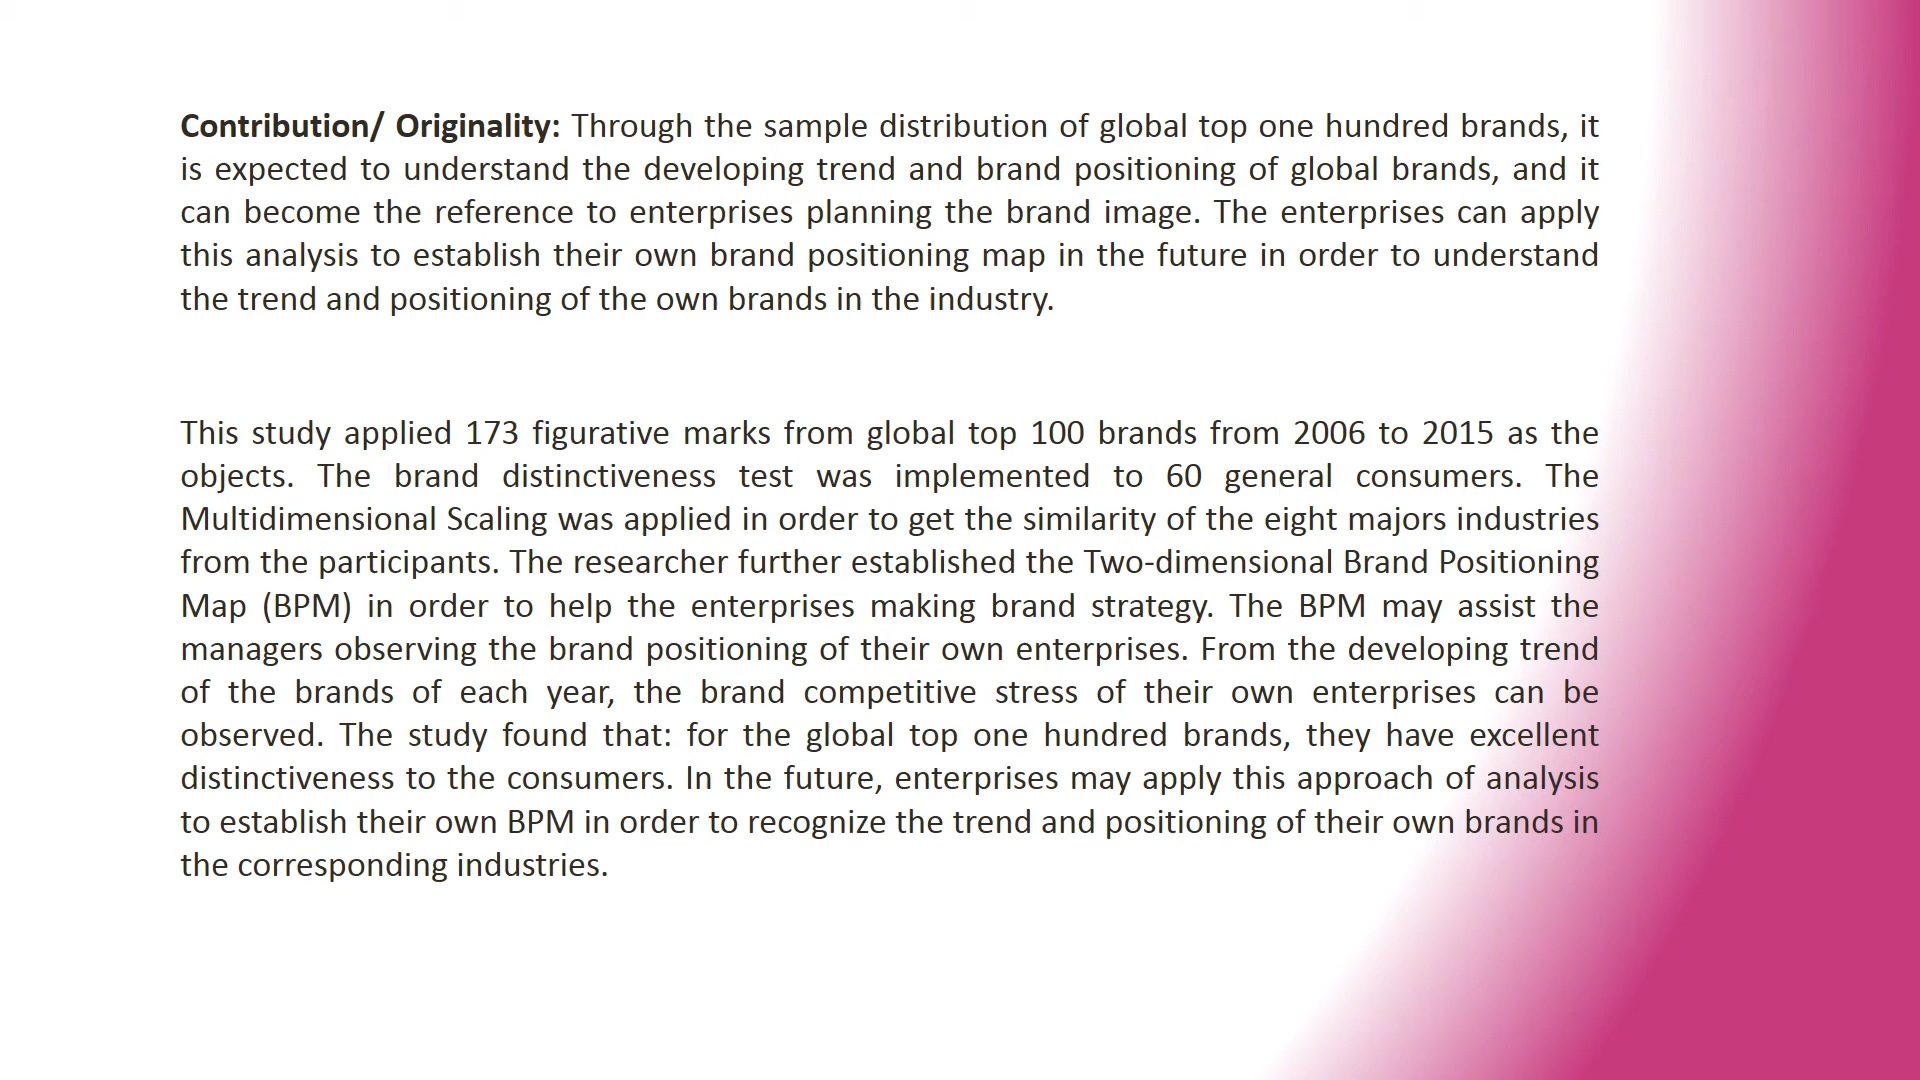 Contribution/ Originality: Through the sample distribution of global top one hundred brands, it
is expected to understand the developing trend and brand positioning of global brands, and it
can become the reference to enterprises planning the brand image. The enterprises can apply
this analysis to establish their own brand positioning map in the future in order to understand
the trend and positioning of the own brands in the industry.
This study applied 173 figurative marks from global top 100 brands from 2006 to 2015 as the
objects. The brand distinctiveness test was implemented to 60 general consumers. The
Multidimensional Scaling was applied in order to get the similarity of the eight majors industries
from the participants. The researcher further established the Two-dimensional Brand Positioning
Map (BPM) in order to help the enterprises making brand strategy. The BPM may assist the
managers observing the brand positioning of their own enterprises. From the developing trend
of the brands of each year, the brand competitive stress of their own enterprises can be
observed. The study found that: for the global top one hundred brands, they have excellent
distinctiveness to the consumers. In the future, enterprises may apply this approach of analysis
to establish their own BPM in order to recognize the trend and positioning of their own brands in
the corresponding industries.